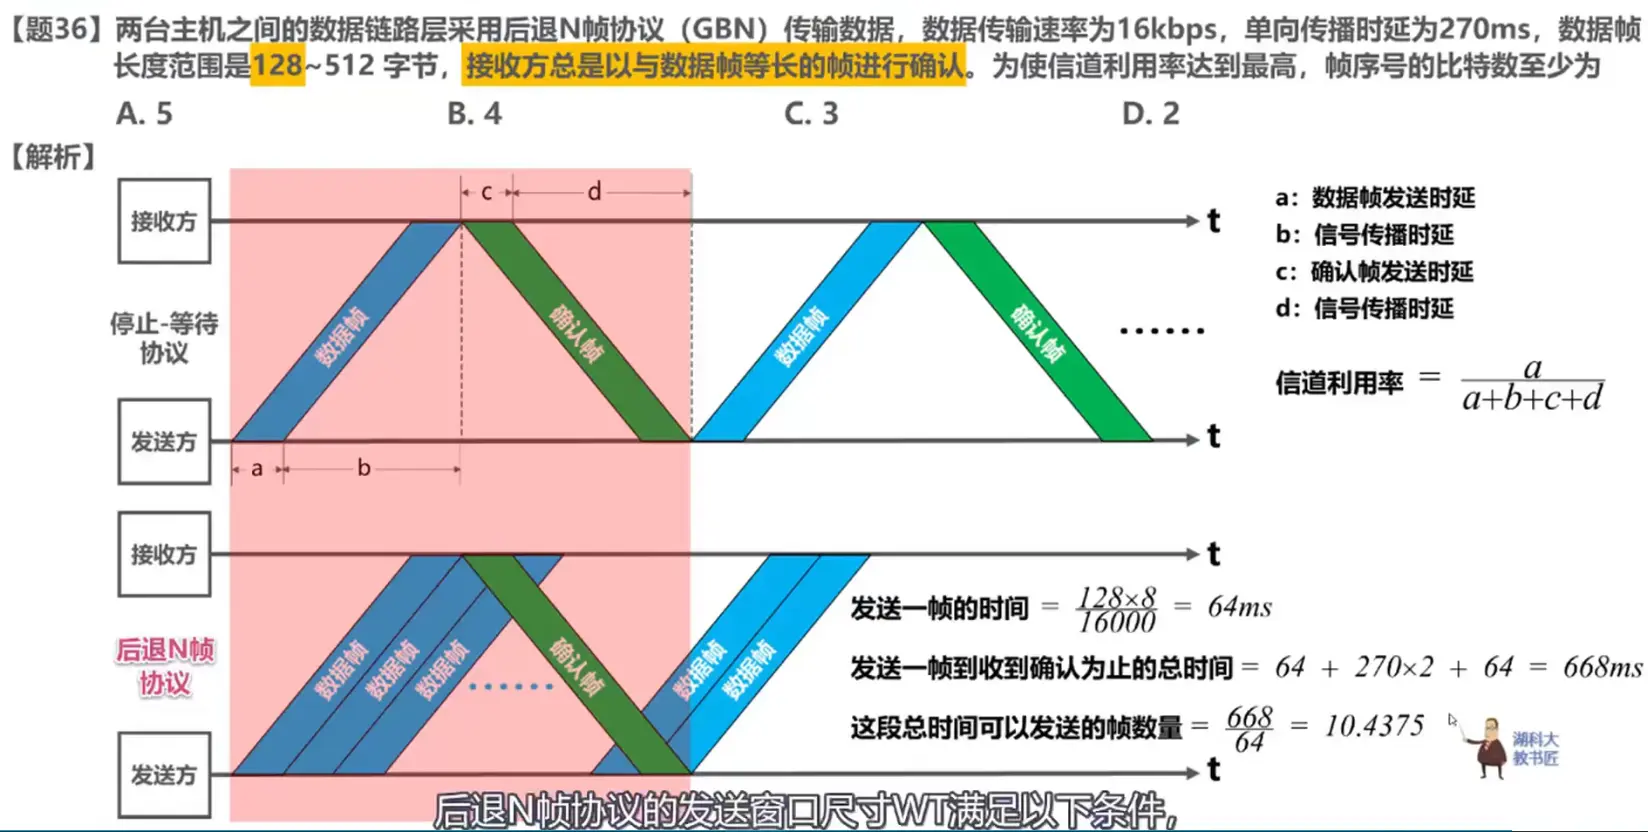 【题36】两台主机之间的数据链路层采用后退N帧协议（GBN）传输数据，数据传输速率为16kbps，单向传播时延为270ms，数据帧
长度范围是128~512 字节，接收方总是以与数据帧等长的帧进行确认。为使信道利用率达到最高，帧序号的比特数至少为
A. 5 B. 4 C. 3 D. 2
【解析】
c d
接收方 t
数据帧 确认帧 数据帧 确认帧 ······
停止-等待
协议
发送方 t
a b
a：数据帧发送时延
b：信号传播时延
c：确认帧发送时延
d：信号传播时延
信道利用率 = a / a+b+c+d
接收方 t
后退N帧
协议
数据帧 数据帧 数据帧 ······ 确认帧 数据帧 数据帧
发送方 t
发送一帧的时间 = 128×8 / 16000 = 64ms
发送一帧到收到确认为止的总时间 = 64 + 270×2 + 64 = 668ms
这段总时间可以发送的帧数量 = 668 / 64 = 10.4375
湖科大
教书匠
后退N帧协议的发送窗口尺寸WT满足以下条件,